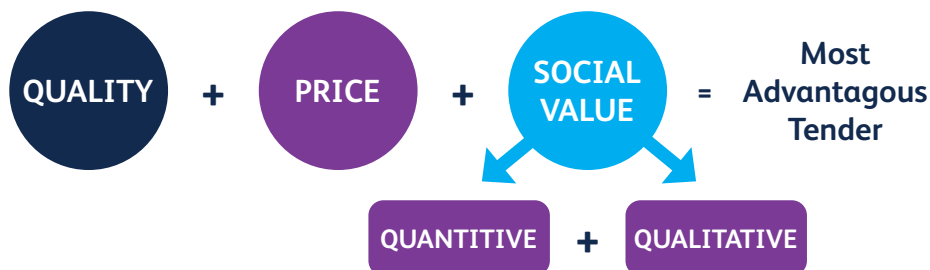 QUALITY + PRICE + SOCIAL VALUE = Most Advantagous Tender
QUANTITIVE + QUALITATIVE